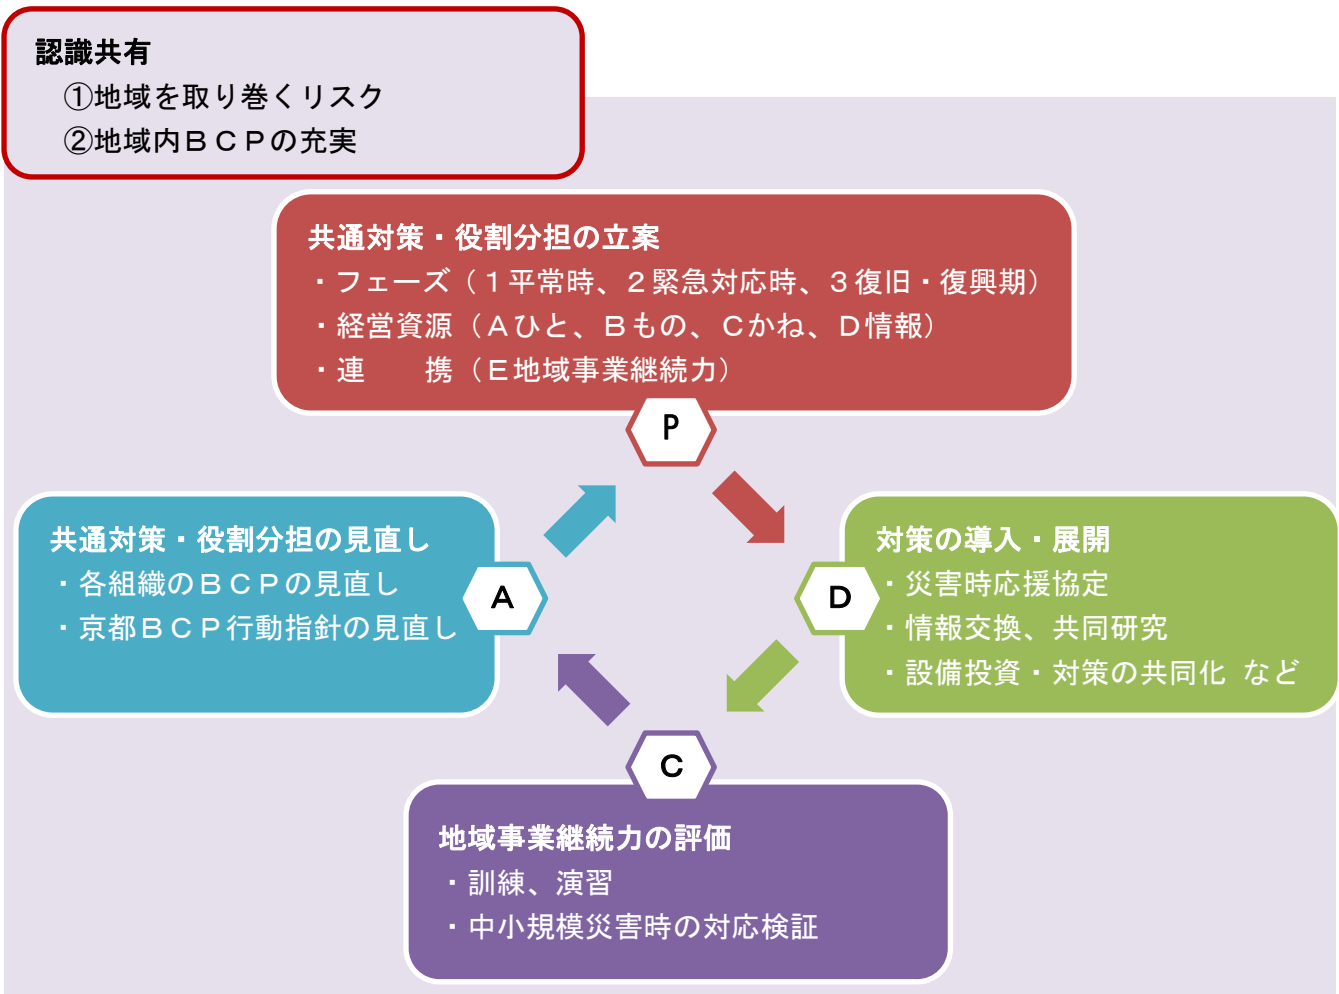 認識共有
①地域を取り巻くリスク
②地域内ＢＣＰの充実
共通対策・役割分担の立案
・フェーズ（１平常時、２緊急対応時、３復旧・復興期）
・経営資源（Ａひと、Ｂもの、Ｃかね、Ｄ情報）
・連　　携（Ｅ地域事業継続力）
P
対策の導入・展開
・災害時応援協定
・情報交換、共同研究
・設備投資・対策の共同化 など
D
C
地域事業継続力の評価
・訓練、演習
・中小規模災害時の対応検証
共通対策・役割分担の見直し
・各組織のＢＣＰの見直し
・京都ＢＣＰ行動指針の見直し
A